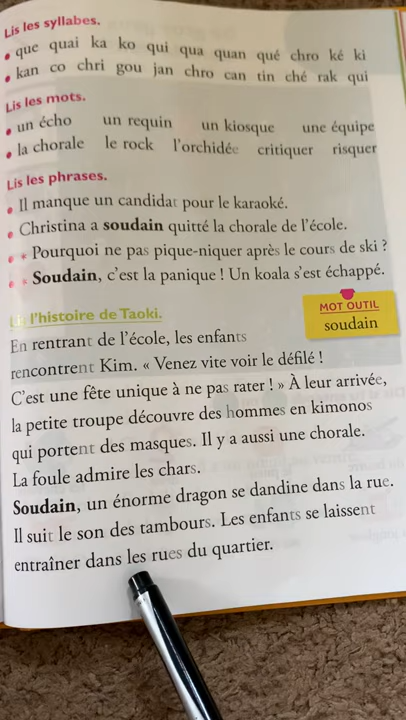 Lis les syllabes.
• que quai ka ko qui qua quan qué chro ké ki
• kan co chri gou jan chro can tin ché rak qui
Lis les mots.
• un écho un requin un kiosque une équipe
• la chorale le rock l'orchidée critiquer risquer
Lis les phrases.
• Il manque un candidat pour le karaoké.
• Christina a soudain quitté la chorale de l'école.
• • Pourquoi ne pas pique-niquer après le cours de ski ?
• • Soudain, c'est la panique ! Un koala s'est échappé.
Lis l'histoire de Taoki.
MOT OUTIL
soudain
En rentrant de l'école, les enfants
rencontrent Kim. « Venez vite voir le défilé !
C'est une fête unique à ne pas rater ! » À leur arrivée,
la petite troupe découvre des hommes en kimonos
qui portent des masques. Il y a aussi une chorale.
La foule admire les chars.
Soudain, un énorme dragon se dandine dans la rue.
Il suit le son des tambours. Les enfants se laissent
entraîner dans les rues du quartier.